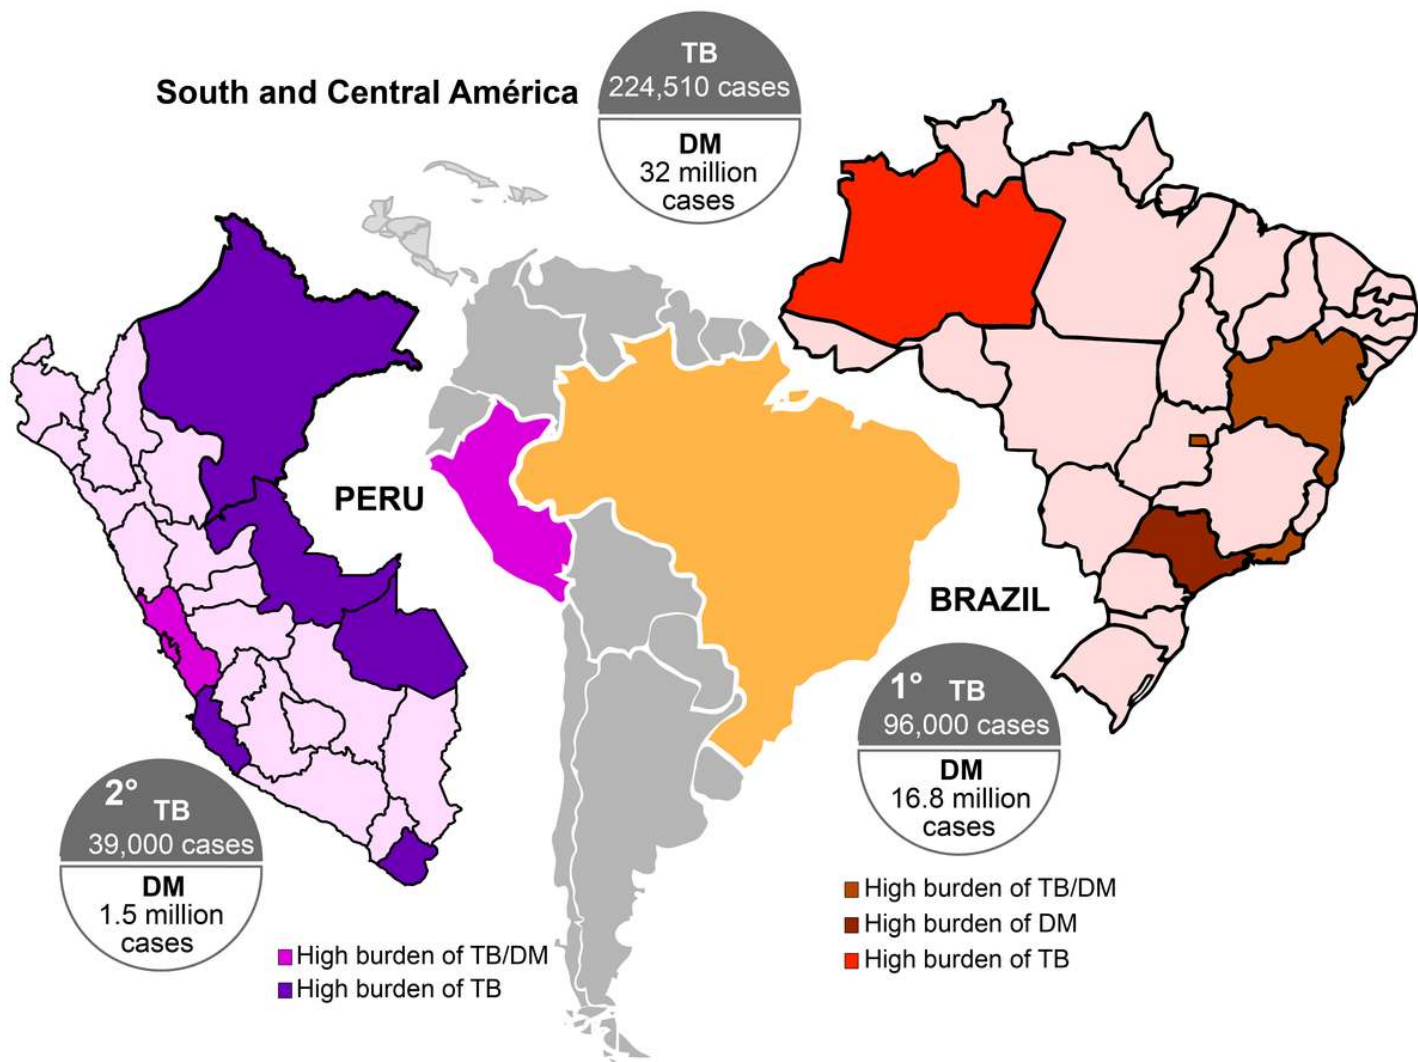 South and Central América
TB
224,510 cases
DM
32 million
cases
PERU
BRAZIL
1° TB
96,000 cases
DM
16.8 million
cases
2° TB
39,000 cases
DM
1.5 million
cases
High burden of TB/DM
High burden of TB
High burden of TB/DM
High burden of DM
High burden of TB